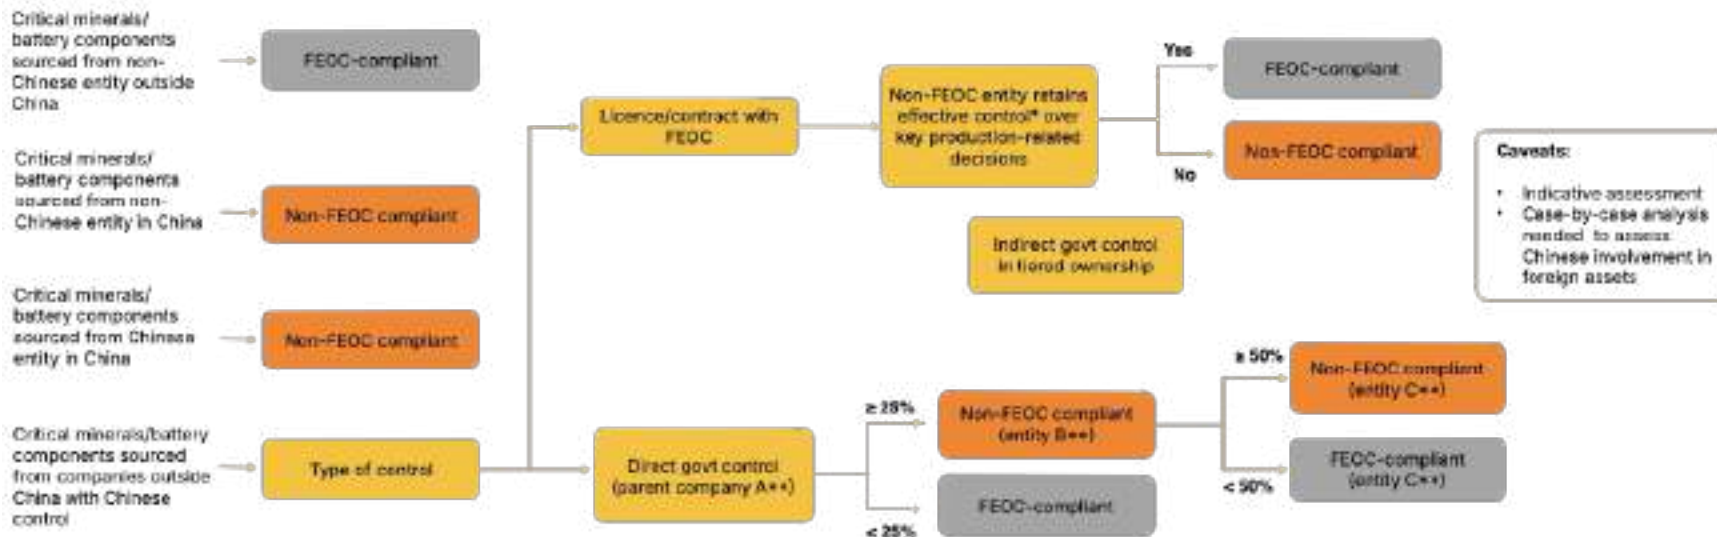 Critical minerals/
battery components
sourced from non-
Chinese entity outside
China
FEOC-compliant
Critical minerals/
battery components
sourced from non-
Chinese entity in China
Non-FEOC compliant
Critical minerals/
battery components
sourced from Chinese
entity in China
Non-FEOC compliant
Critical minerals/battery
components sourced
from companies outside
China with Chinese
control
Type of control
Licence/contract with
FEOC
Non-FEOC entity retains
effective control* over
key production-related
decisions
Yes
FEOC-compliant
No
Non-FEOC compliant
Indirect govt control
in tiered ownership
Direct govt control
(parent company A**)
≥ 25%
Non-FEOC compliant
(entity B**)
< 25%
FEOC-compliant
≥ 50%
Non-FEOC compliant
(entity C**)
< 50%
FEOC-compliant
(entity C**)
Caveats:
• Indicative assessment
• Case-by-case analysis
needed to assess
Chinese involvement in
foreign assets